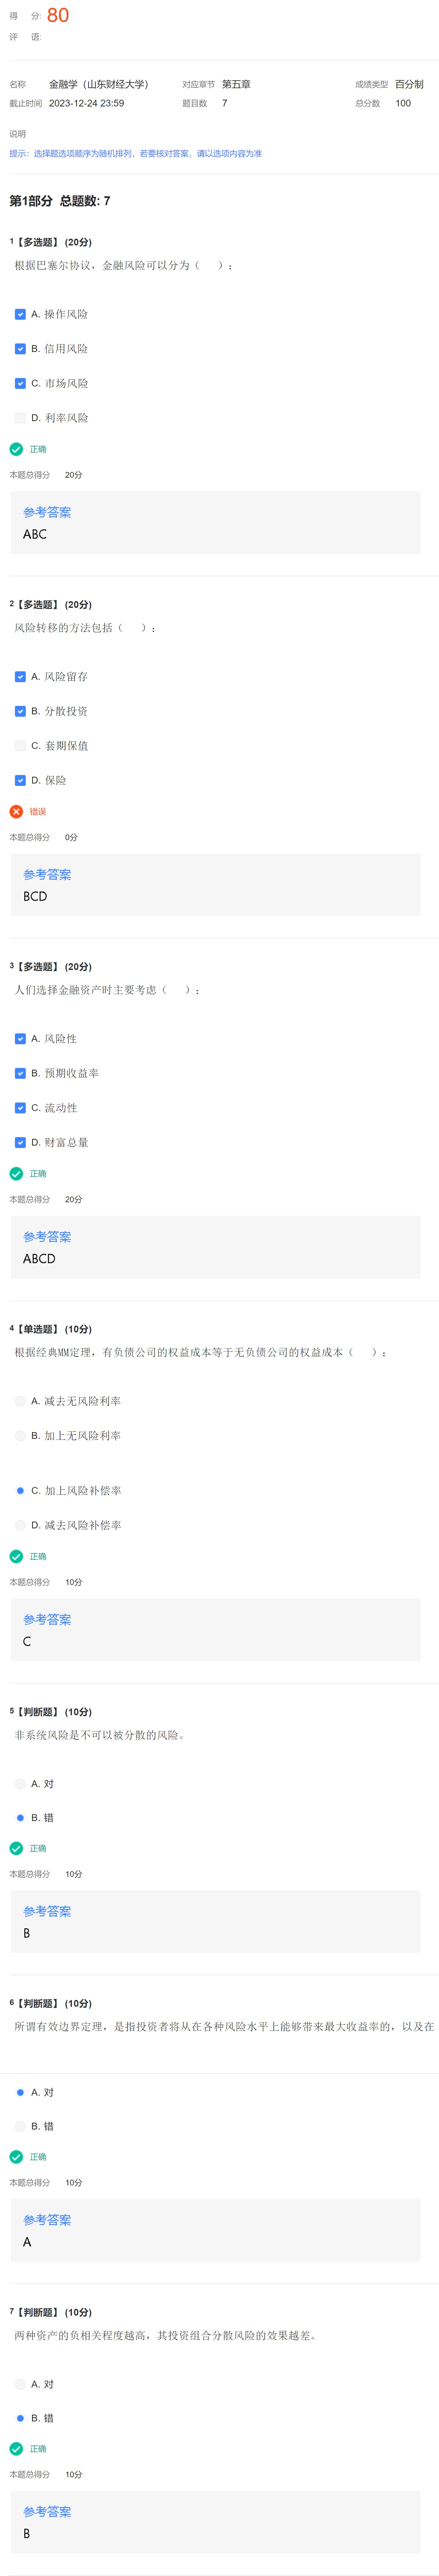 得 分: 80
评 语:
名称 金融学（山东财经大学） 对应章节 第五章 成绩类型 百分制
截止时间 2023-12-24 23:59 题目数 7 总分数 100
说明
提示：选择题选项顺序为随机排列，若要核对答案，请以选项内容为准
第1部分 总题数: 7
1【多选题】 (20分)
根据巴塞尔协议，金融风险可以分为（ ）：
A. 操作风险
B. 信用风险
C. 市场风险
D. 利率风险
正确
本题总得分 20分
参考答案
ABC
2【多选题】 (20分)
风险转移的方法包括（ ）：
A. 风险留存
B. 分散投资
C. 套期保值
D. 保险
错误
本题总得分 0分
参考答案
BCD
3【多选题】 (20分)
人们选择金融资产时主要考虑（ ）：
A. 风险性
B. 预期收益率
C. 流动性
D. 财富总量
正确
本题总得分 20分
参考答案
ABCD
4【单选题】 (10分)
根据经典MM定理，有负债公司的权益成本等于无负债公司的权益成本（ ）；
A. 减去无风险利率
B. 加上无风险利率
C. 加上风险补偿率
D. 减去风险补偿率
正确
本题总得分 10分
参考答案
C
5【判断题】 (10分)
非系统风险是不可以被分散的风险。
A. 对
B. 错
正确
本题总得分 10分
参考答案
B
6【判断题】 (10分)
所谓有效边界定理，是指投资者将从在各种风险水平上能够带来最大收益率的，以及在
A. 对
B. 错
正确
本题总得分 10分
参考答案
A
7【判断题】 (10分)
两种资产的负相关程度越高，其投资组合分散风险的效果越差。
A. 对
B. 错
正确
本题总得分 10分
参考答案
B